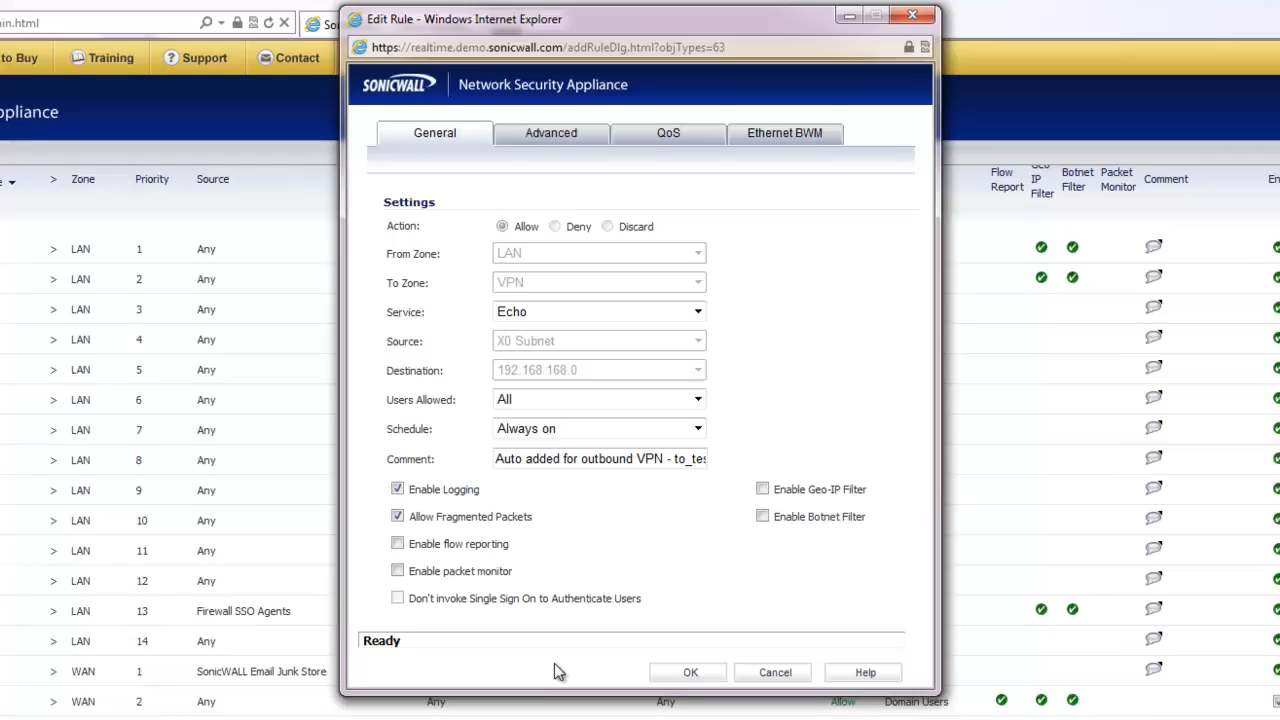 in.html
Edit Rule - Windows Internet Explorer
https://realtime.demo.sonicwall.com/addRuleDlg.html?objTypes=63
to Buy Training Support Contact
SONICWALL Network Security Appliance
ppliance
General Advanced QoS Ethernet BWM
> Zone Priority Source
Flow Report Geo IP Filter Botnet Filter Packet Monitor Comment En
Settings
Action: Allow Deny Discard
From Zone: LAN
To Zone: VPN
Service: Echo
Source: X0 Subnet
Destination: 192.168.168.0
Users Allowed: All
Schedule: Always on
Comment: Auto added for outbound VPN - to_tes
Enable Logging Enable Geo-IP Filter
Allow Fragmented Packets Enable Botnet Filter
Enable flow reporting
Enable packet monitor
Don't invoke Single Sign On to Authenticate Users
Ready
OK Cancel Help
> LAN 1 Any
> LAN 2 Any
> LAN 3 Any
> LAN 4 Any
> LAN 5 Any
> LAN 6 Any
> LAN 7 Any
> LAN 8 Any
> LAN 9 Any
> LAN 10 Any
> LAN 11 Any
> LAN 12 Any
> LAN 13 Firewall SSO Agents
> LAN 14 Any
> WAN 1 SonicWALL Email Junk Store
> WAN 2 Any Any Any Allow Domain Users